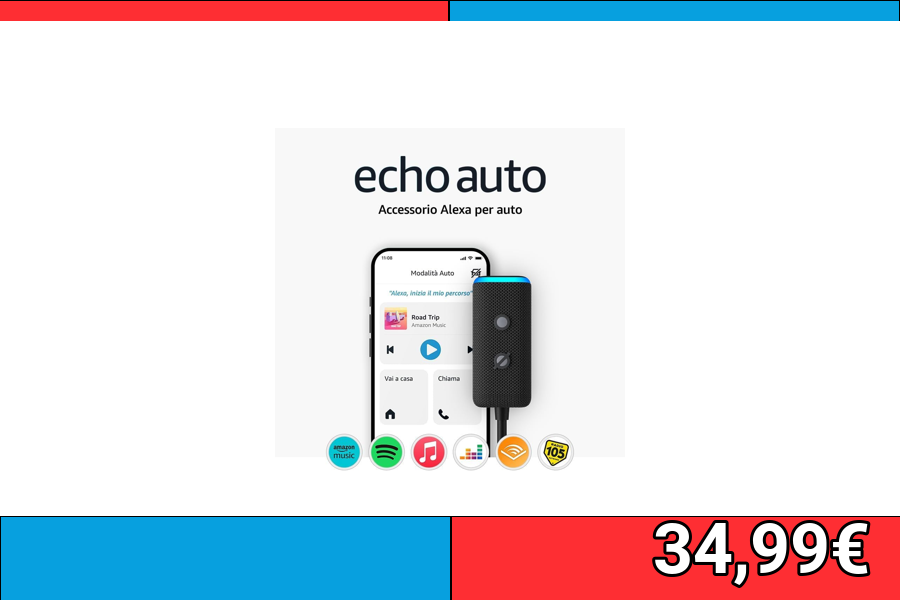 echo auto
Accessorio Alexa per auto
11:08
Modalità Auto
"Alexa, inizia il mio percorso"
Road Trip
Amazon Music
Vai a casa
Chiama
amazon
music
RADIO
105
34,99€